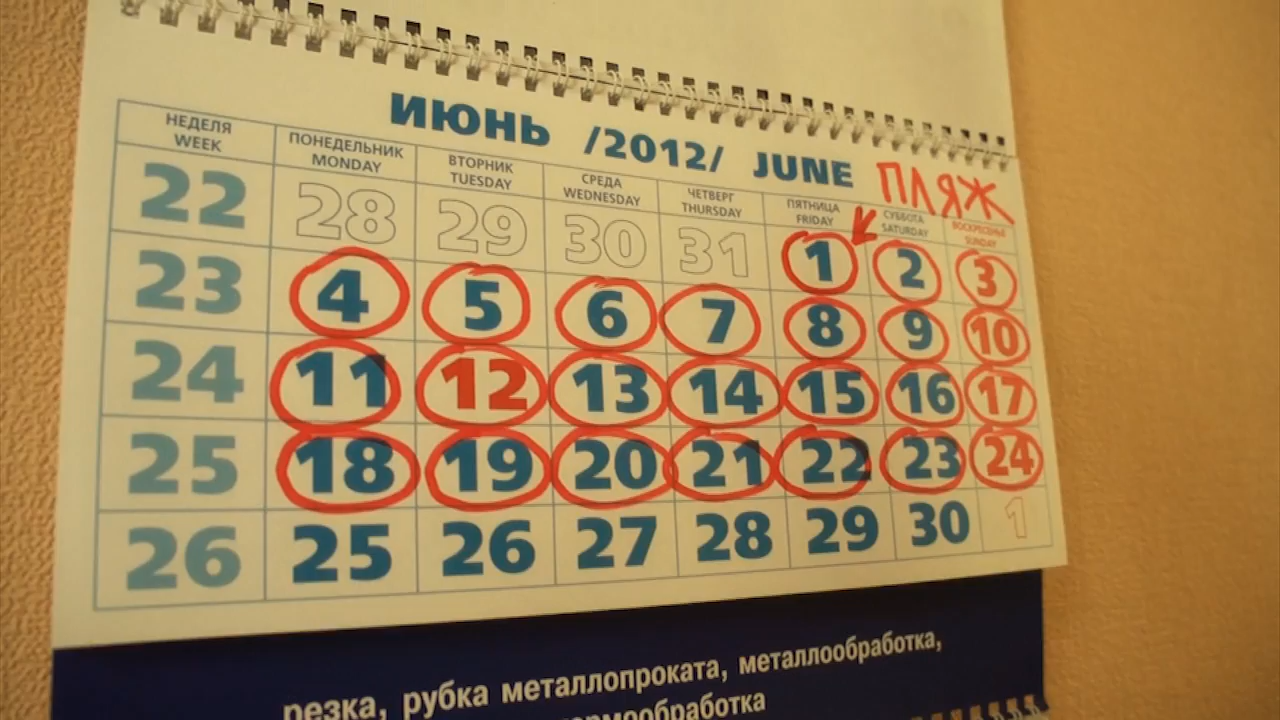 ИЮНЬ /2012/ JUNE
ПЛЯЖ
НЕДЕЛЯ ПОНЕДЕЛЬНИК ВТОРНИК СРЕДА ЧЕТВЕРГ ПЯТНИЦА СУББОТА ВОСКРЕСЕНЬЕ
WEEK MONDAY TUESDAY WEDNESDAY THURSDAY FRIDAY SATURDAY SUNDAY
22 28 29 30 31 1 2 3
23 4 5 6 7 8 9 10
24 11 12 13 14 15 16 17
25 18 19 20 21 22 23 24
26 25 26 27 28 29 30 1
резка, рубка металлопроката, металлообработка,